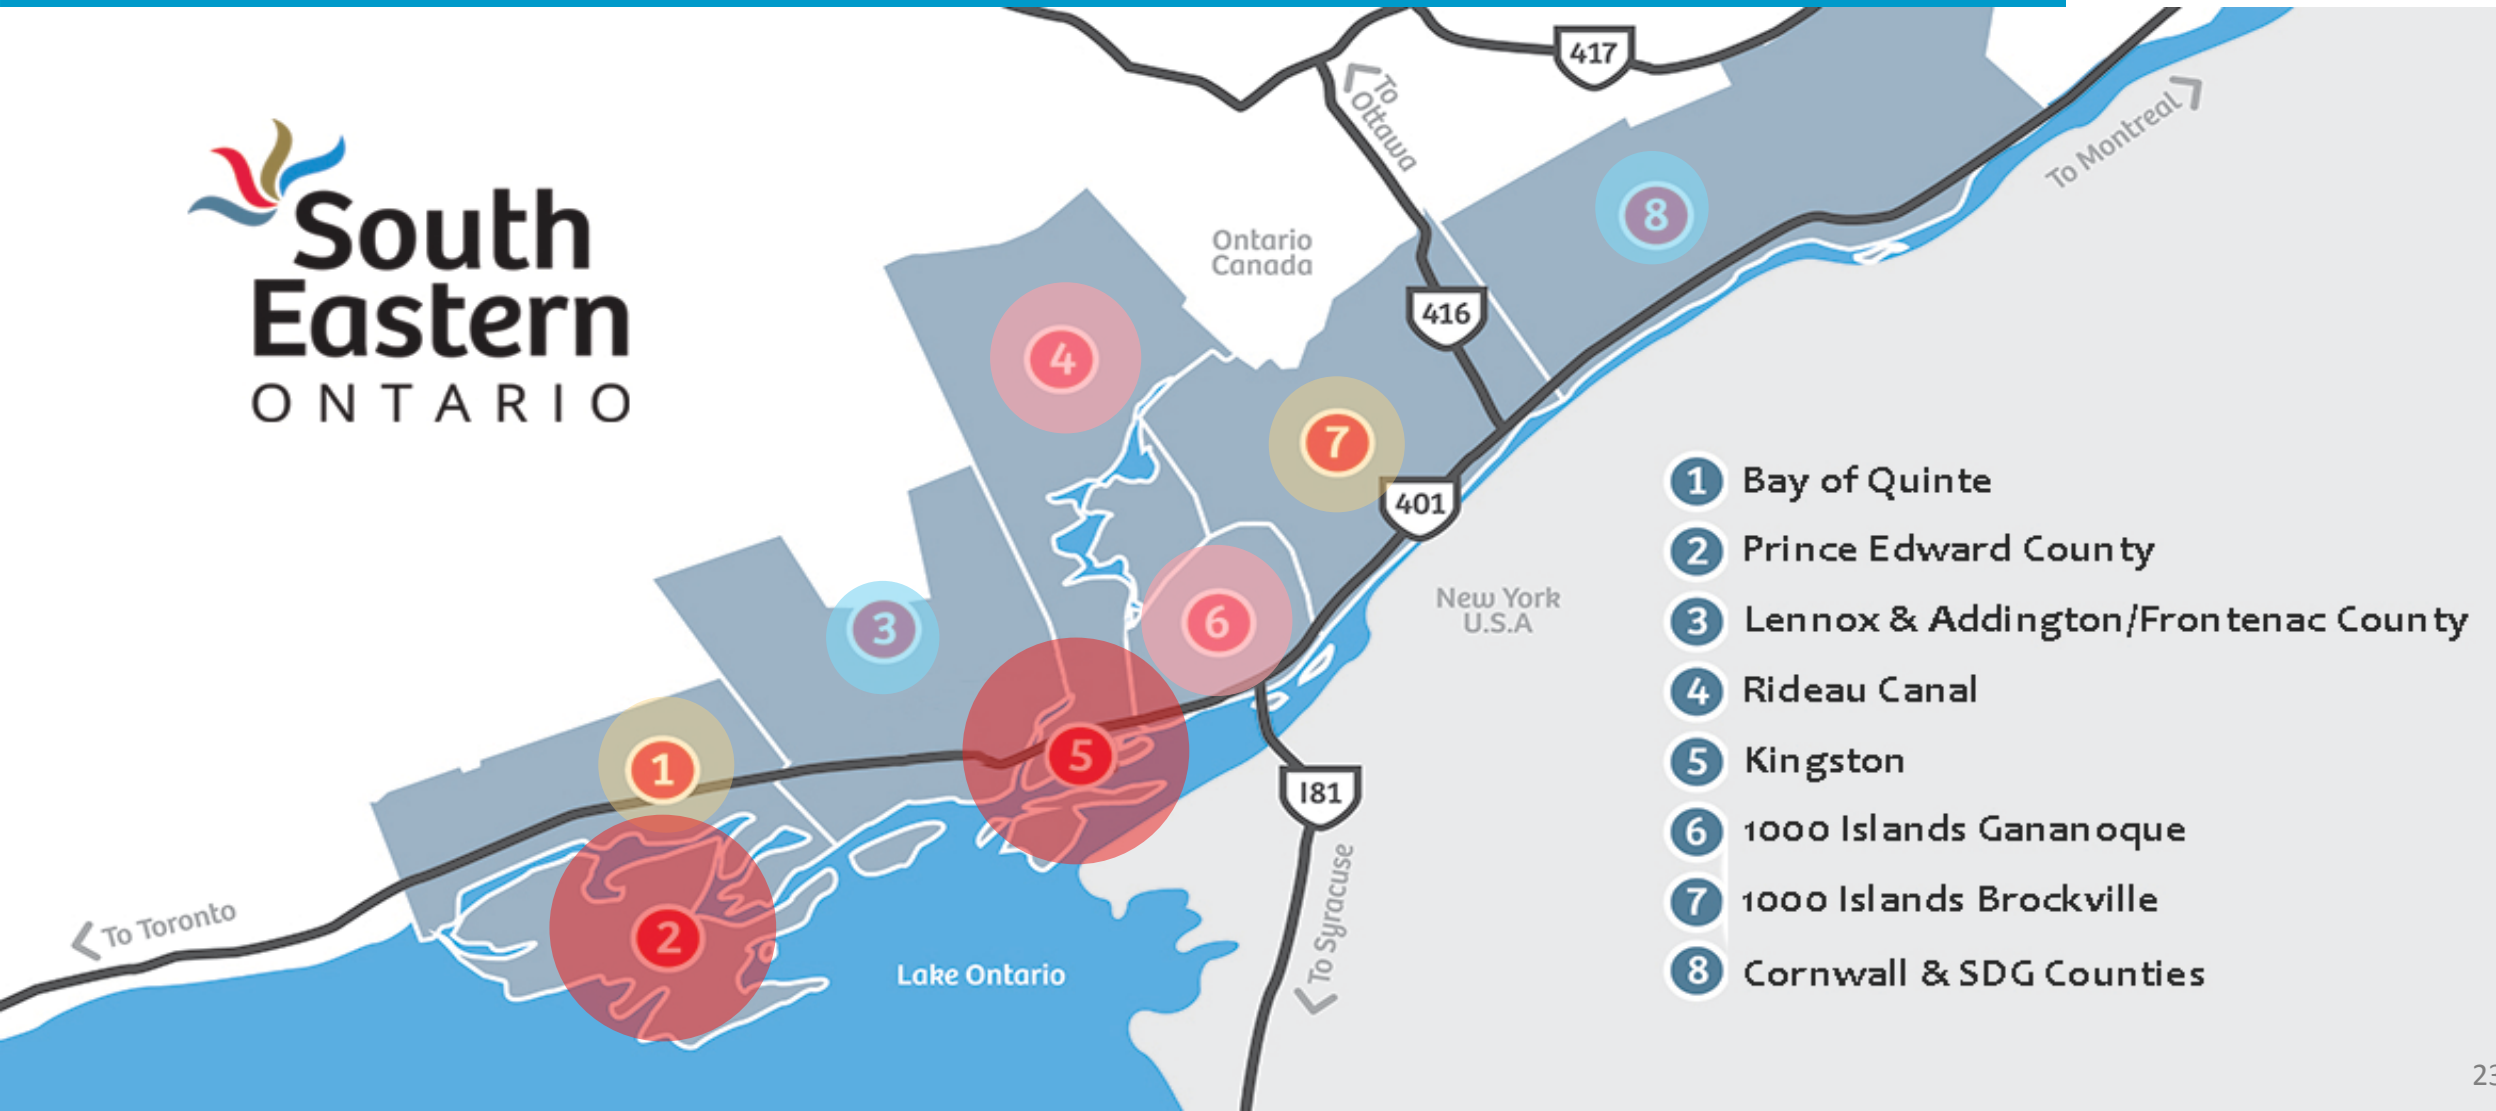 South
Eastern
ONTARIO
417
To
Ottawa
To Montreal
8
Ontario
Canada
416
4
7
401
1 Bay of Quinte
2 Prince Edward County
3 Lennox & Addington/Frontenac County
4 Rideau Canal
5 Kingston
6 1000 Islands Gananoque
7 1000 Islands Brockville
8 Cornwall & SDG Counties
New York
U.S.A
3
6
5
1
I81
2
To Toronto
To Syracuse
Lake Ontario
23